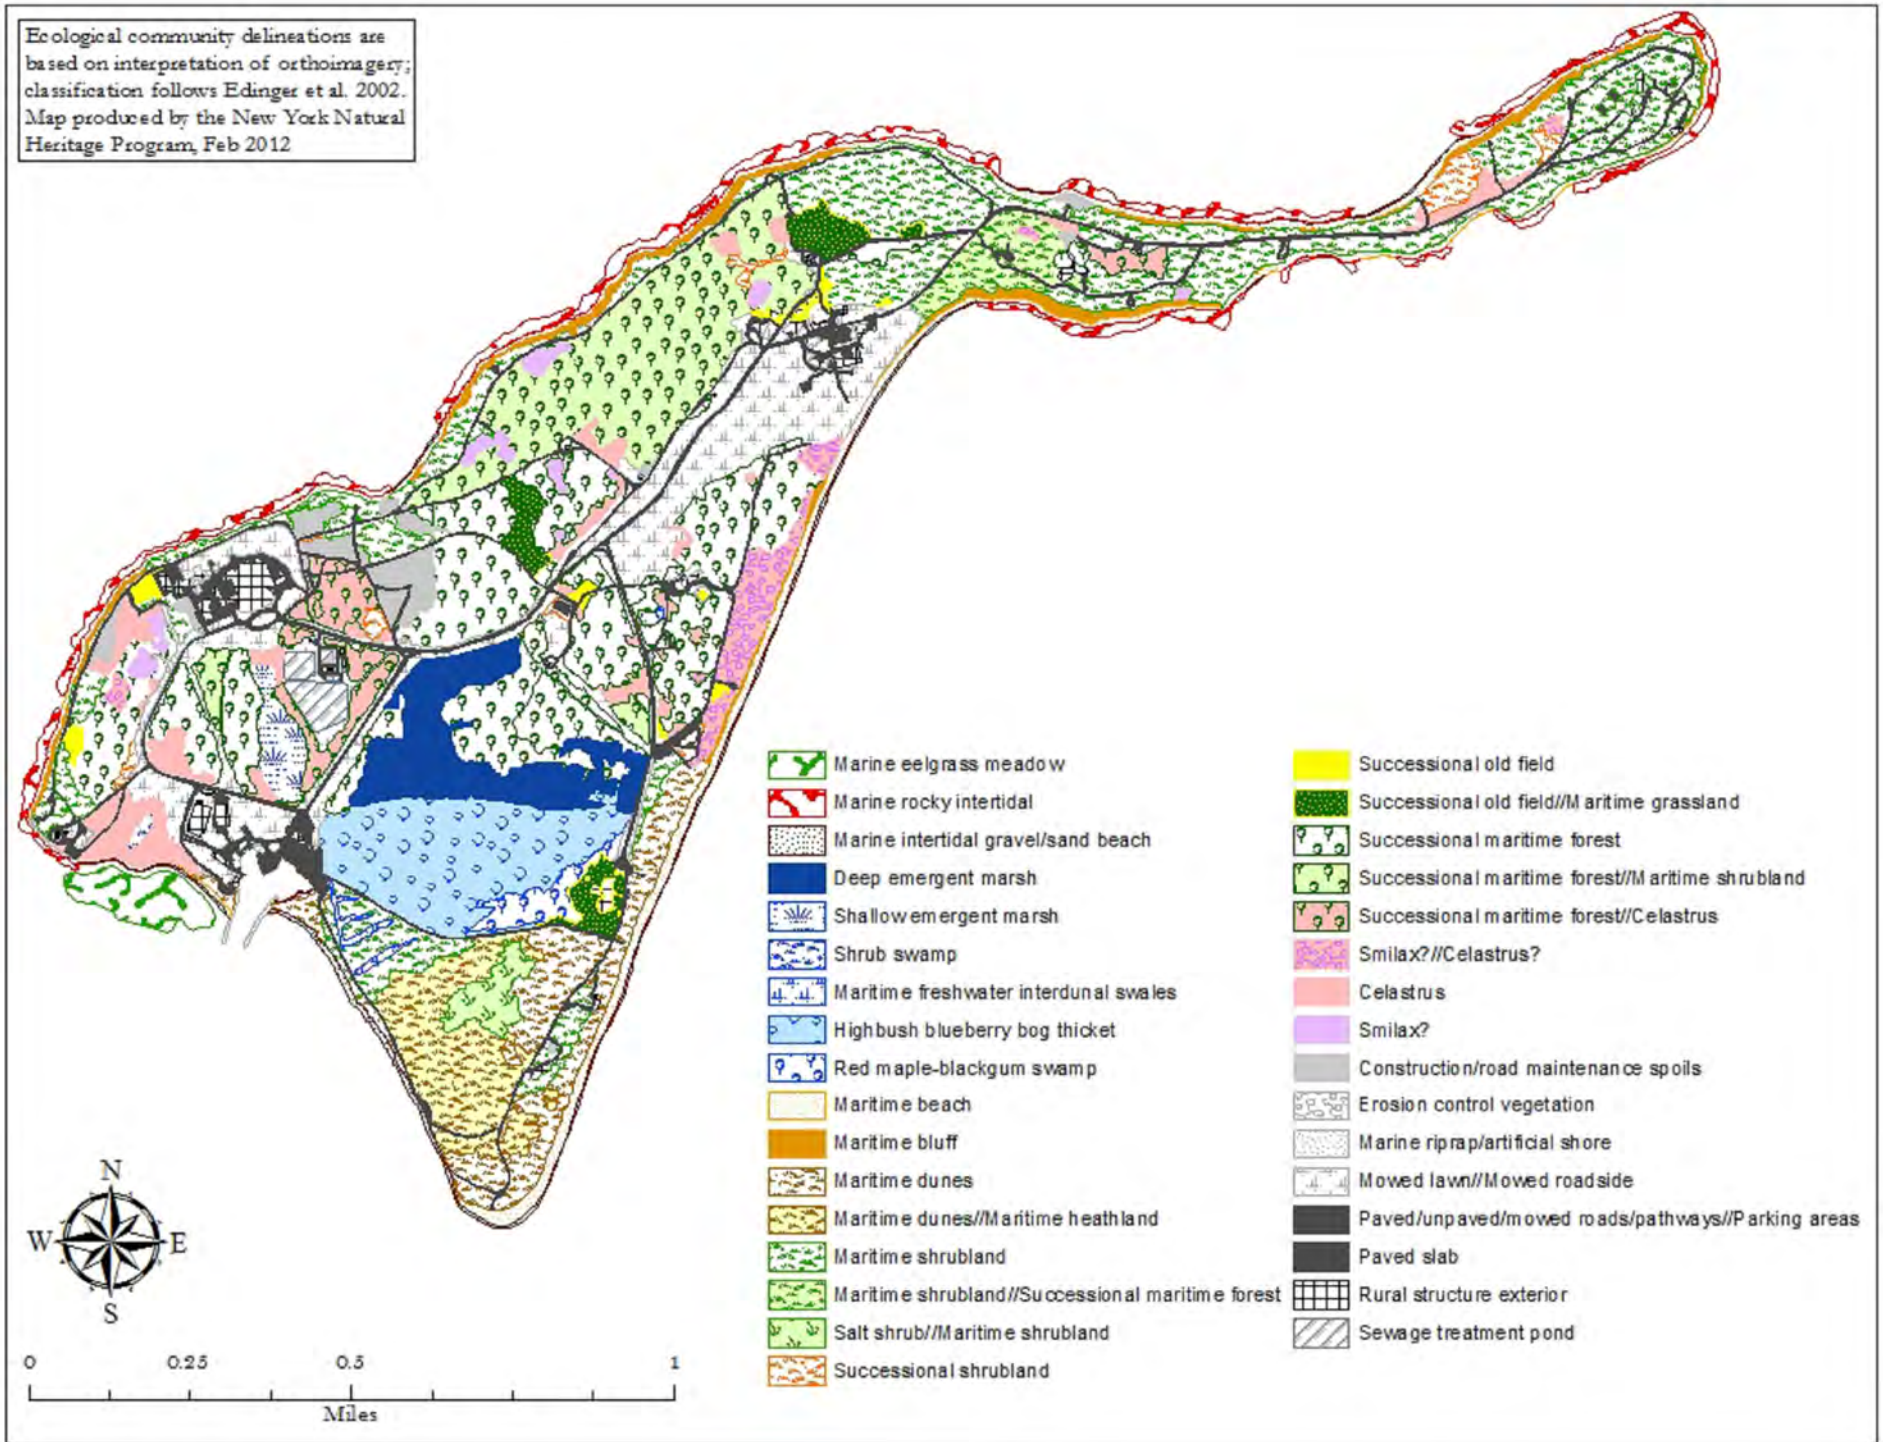 Ecological community delineations are
based on interpretation of orthoimagery;
classification follows Edinger et al. 2002.
Map produced by the New York Natural
Heritage Program, Feb 2012
Marine eelgrass meadow
Marine rocky intertidal
Marine intertidal gravel/sand beach
Deep emergent marsh
Shallow emergent marsh
Shrub swamp
Maritime freshwater interdunal swales
Highbush blueberry bog thicket
Red maple-blackgum swamp
Maritime beach
Maritime bluff
Maritime dunes
Maritime dunes//Maritime heathland
Maritime shrubland
Maritime shrubland//Successional maritime forest
Salt shrub//Maritime shrubland
Successional shrubland
Successional old field
Successional old field//Maritime grassland
Successional maritime forest
Successional maritime forest//Maritime shrubland
Successional maritime forest//Celastrus
Smilax?//Celastrus?
Celastrus
Smilax?
Construction/road maintenance spoils
Erosion control vegetation
Marine riprap/artificial shore
Mowed lawn//Mowed roadside
Paved/unpaved/mowed roads/pathways//Parking areas
Paved slab
Rural structure exterior
Sewage treatment pond
N
W E
S
0 0.25 0.5 1
Miles